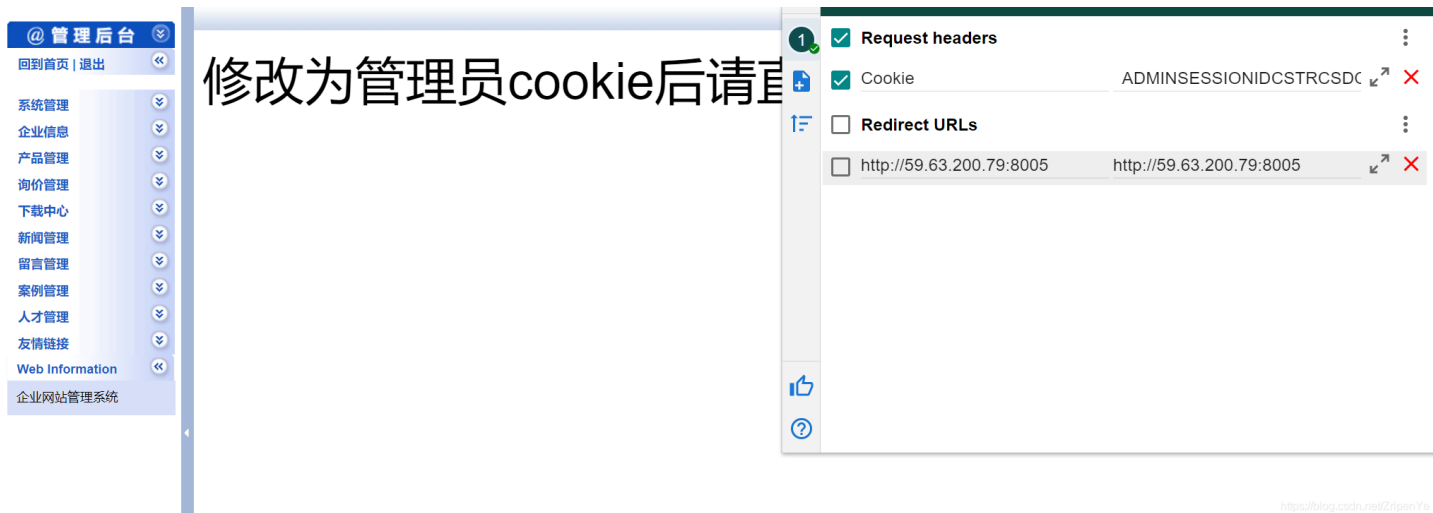 @管理后台
回到首页 | 退出
系统管理
企业信息
产品管理
询价管理
下载中心
新闻管理
留言管理
案例管理
人才管理
友情链接
Web Information
企业网站管理系统
修改为管理员cookie后请直
1
Request headers
Cookie ADMINSESSIONIDCSTRCSDQ
Redirect URLs
http://59.63.200.79:8005 http://59.63.200.79:8005
https://blog.csdn.net/ZripenYe